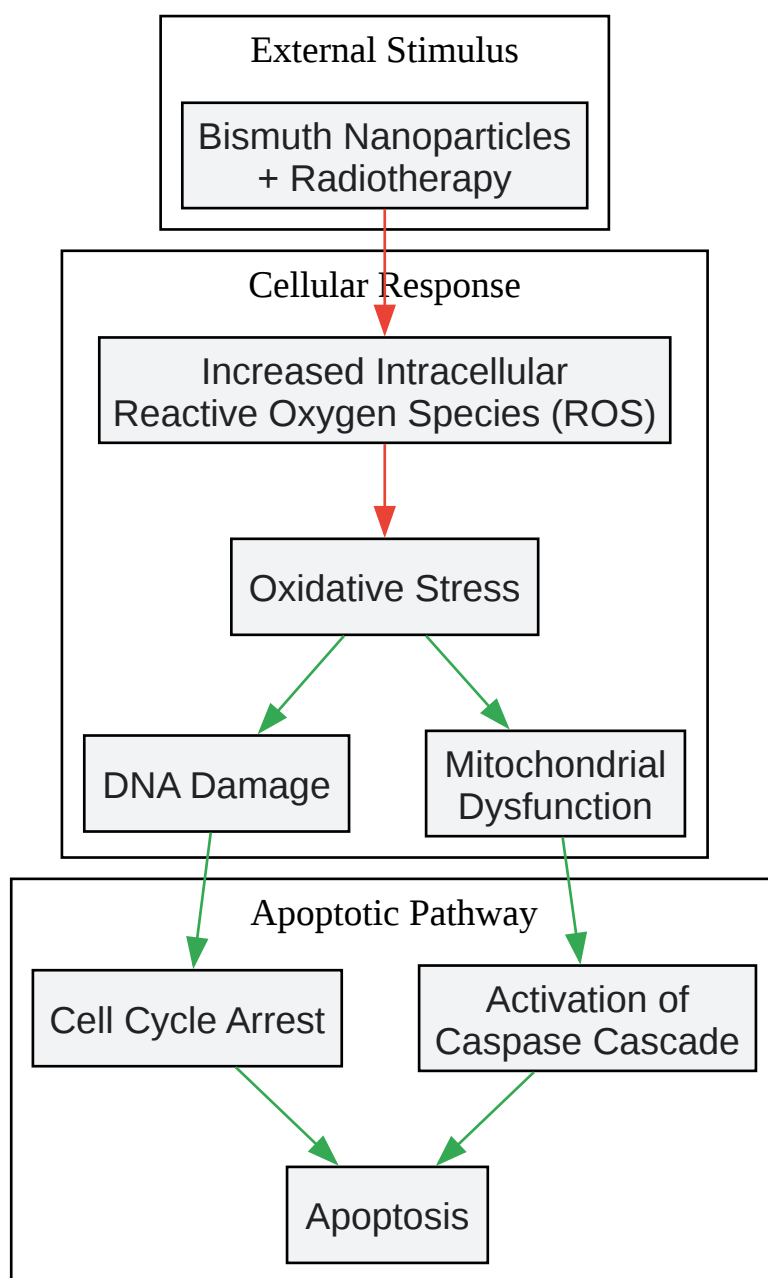 External Stimulus
Bismuth Nanoparticles
+ Radiotherapy
Cellular Response
Increased Intracellular
Reactive Oxygen Species (ROS)
Oxidative Stress
DNA Damage
Mitochondrial
Dysfunction
Apoptotic Pathway
Cell Cycle Arrest
Activation of
Caspase Cascade
Apoptosis